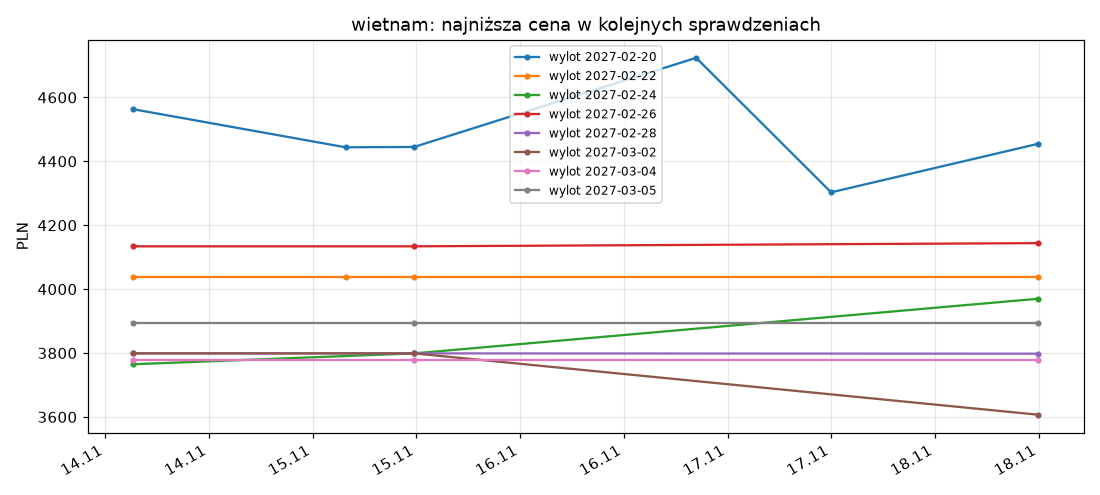 wietnam: najniższa cena w kolejnych sprawdzeniach
PLN
4600
4400
4200
4000
3800
3600
wylot 2027-02-20
wylot 2027-02-22
wylot 2027-02-24
wylot 2027-02-26
wylot 2027-02-28
wylot 2027-03-02
wylot 2027-03-04
wylot 2027-03-05
14.11
14.11
15.11
15.11
16.11
16.11
17.11
17.11
18.11
18.11